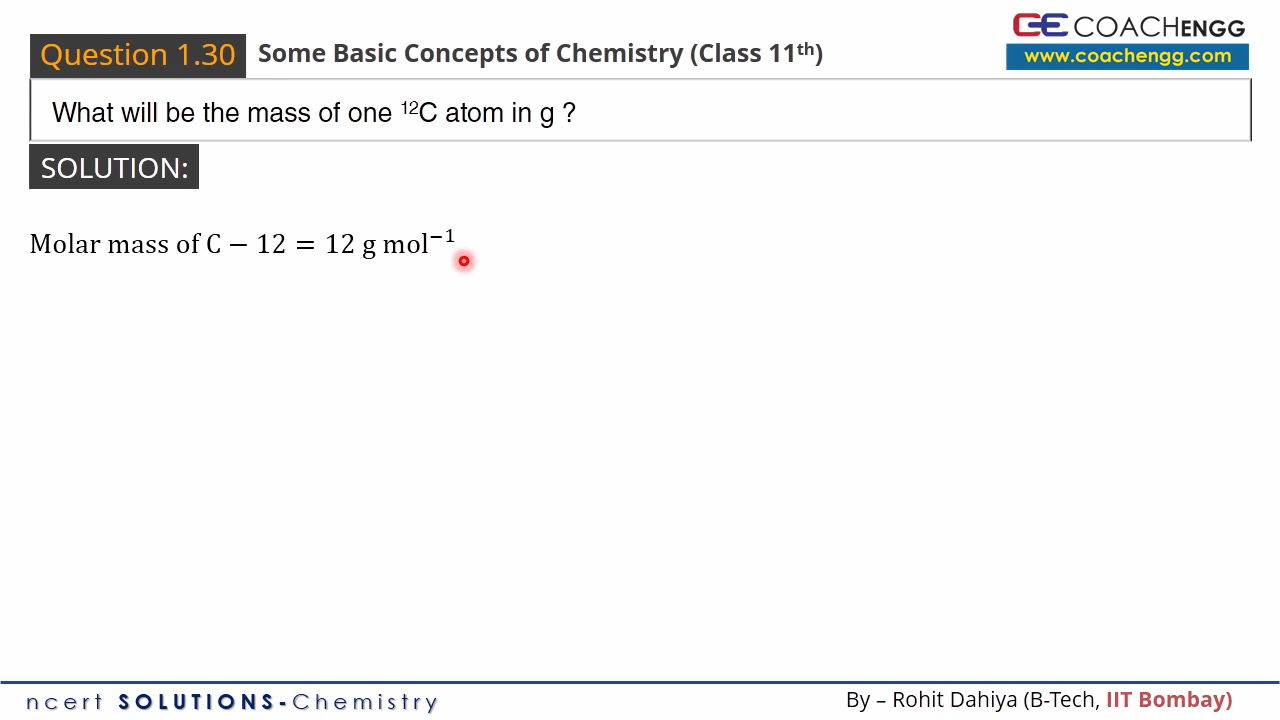 Question 1.30 Some Basic Concepts of Chemistry (Class 11ᵗʰ)
CE COACHENGG
www.coachengg.com
What will be the mass of one ¹²C atom in g ?
SOLUTION:
Molar mass of C − 12 = 12 g mol⁻¹
ncert SOLUTIONS-Chemistry
By – Rohit Dahiya (B-Tech, IIT Bombay)